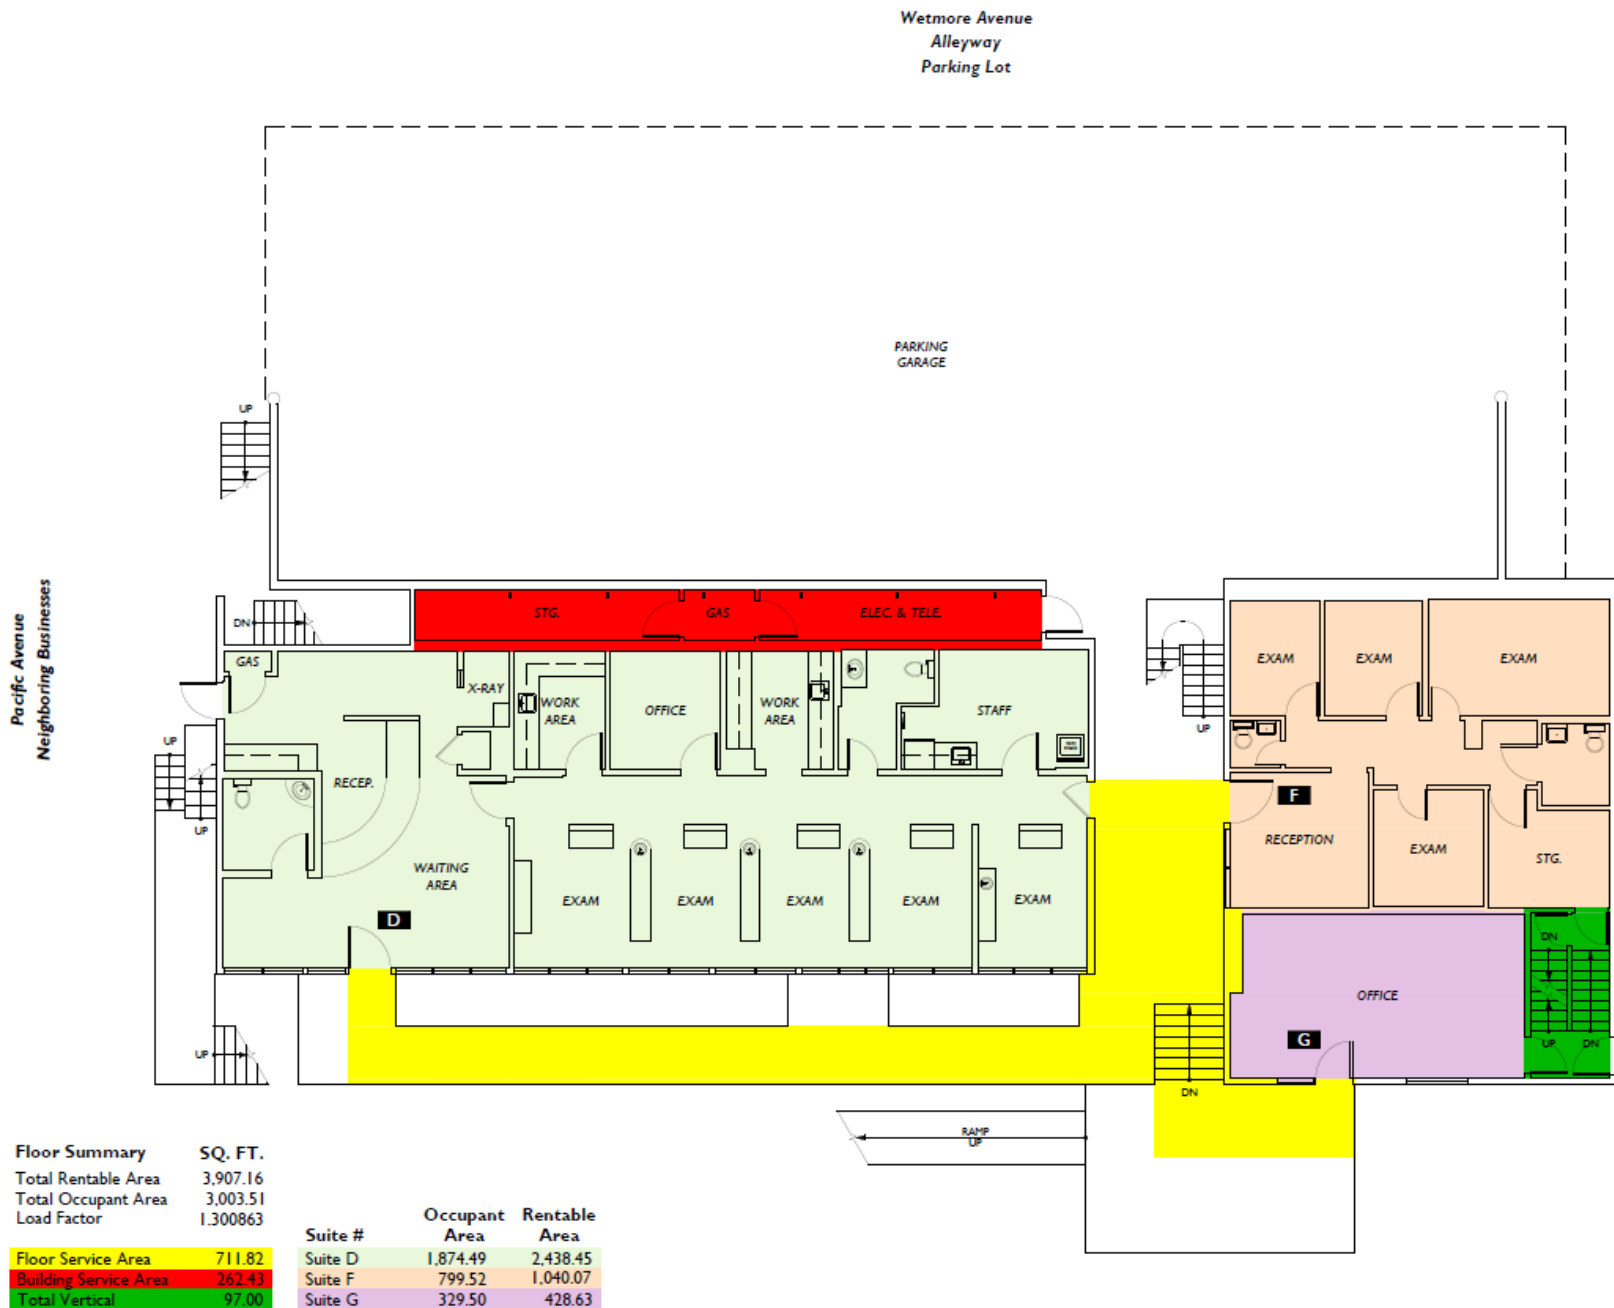 Wetmore Avenue
Alleyway
Parking Lot
PARKING
GARAGE
UP
Pacific Avenue
Neighboring Businesses
DN
STG.
GAS
ELEC. & TELE.
GAS
X-RAY
WORK
AREA
OFFICE
WORK
AREA
STAFF
UP
UP
RECEP.
WAITING
AREA
D
EXAM
EXAM
EXAM
EXAM
EXAM
UP
UP
EXAM
EXAM
EXAM
F
RECEPTION
EXAM
STG.
OFFICE
G
DN
UP
DN
DN
RAMP
UP
Floor Summary SQ. FT.
Total Rentable Area 3,907.16
Total Occupant Area 3,003.51
Load Factor 1.300863
Floor Service Area 711.82
Building Service Area 262.43
Total Vertical 97.00
Suite # Occupant Area Rentable Area
Suite D 1,874.49 2,438.45
Suite F 799.52 1,040.07
Suite G 329.50 428.63